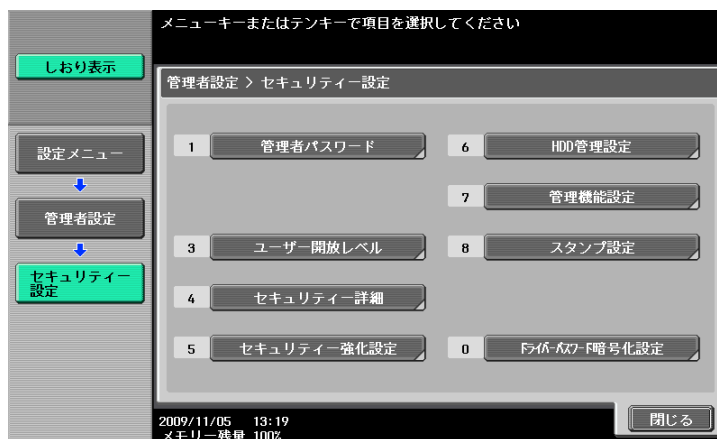 メニューキーまたはテンキーで項目を選択してください
しおり表示
管理者設定 > セキュリティー設定
設定メニュー
管理者設定
セキュリティー
設定
1 管理者パスワード
6 HDD管理設定
7 管理機能設定
3 ユーザー開放レベル
8 スタンプ設定
4 セキュリティー詳細
5 セキュリティー強化設定
0 ﾄﾞﾗｲﾊﾞｰﾊﾟｽﾜｰﾄﾞ暗号化設定
2009/11/05 13:19
メモリー残量 100%
閉じる